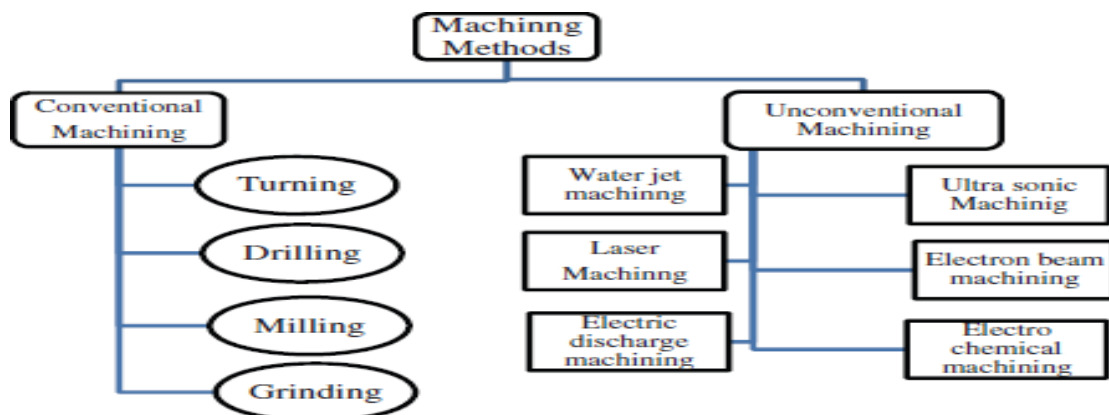 Machinng
Methods
Conventional
Machining
Unconventional
Machining
Turning
Drilling
Milling
Grinding
Water jet
machinng
Laser
Machinng
Electric
discharge
machining
Ultra sonic
Machinig
Electron beam
machining
Electro
chemical
machining